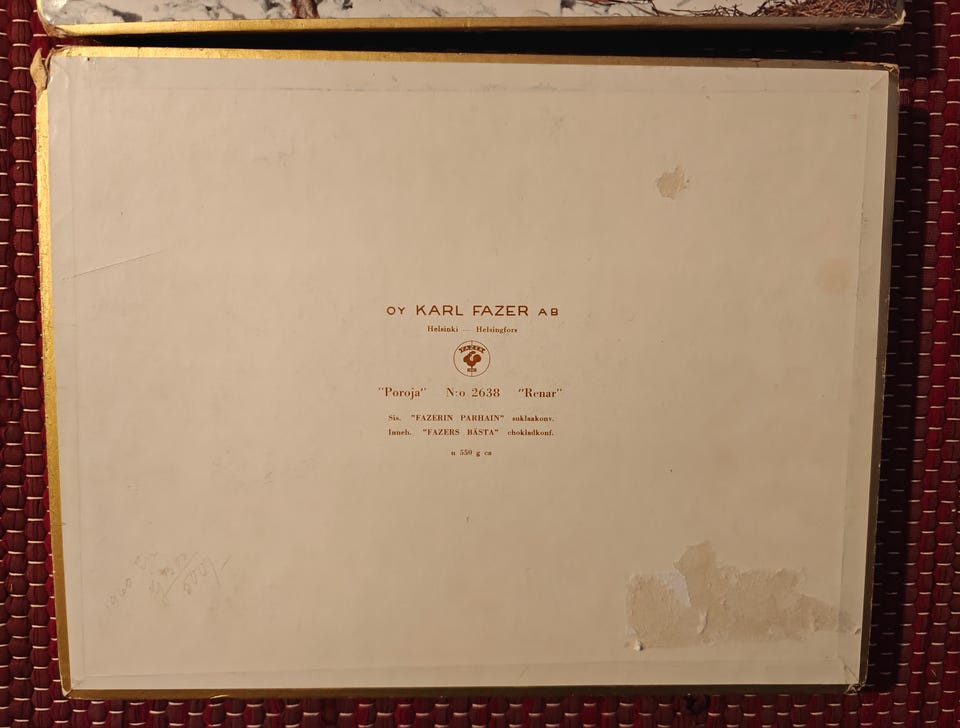 OY KARL FAZER AB
Helsinki — Helsingfors
FAZER
"Poroja" N:o 2638 "Renar"
Sis. "FAZERIN PARHAIN" suklaakonv.
Inneh. "FAZERS BÄSTA" chokladkonf.
n 550 g ca